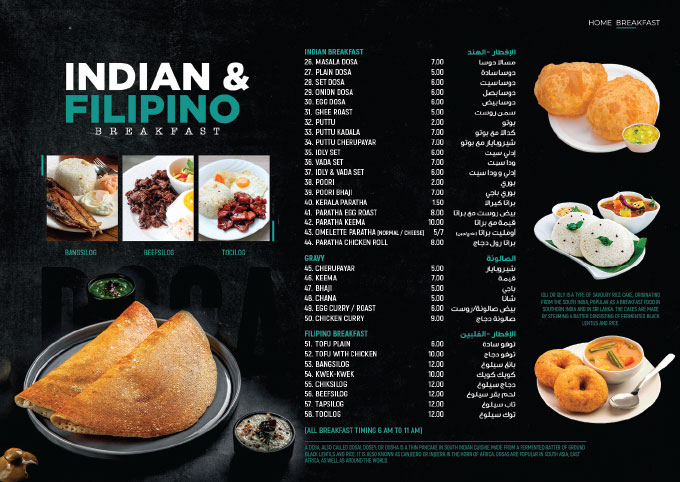 HOME BREAKFAST
INDIAN &
FILIPINO
BREAKFAST
BANGSILOG
BEEFSILOG
TOCILOG
INDIAN BREAKFAST الإفطار - الهند
26. MASALA DOSA 7.00 مسالا دوسا
27. PLAIN DOSA 5.00 دوسا سادة
28. SET DOSA 6.00 دوسا سيت
29. ONION DOSA 6.00 دوسا بصل
30. EGG DOSA 6.00 دوسا بيض
31. GHEE ROAST 5.00 سمن روست
32. PUTTU 2.00 بوتو
33. PUTTU KADALA 7.00 كدالا مع بوتو
34. PUTTU CHERUPAYAR 7.00 شيروبايار مع بوتو
35. IDLY SET 6.00 إدلي سيت
36. VADA SET 7.00 ودا سيت
37. IDLY & VADA SET 6.00 إدلي و ودا سيت
38. POORI 2.00 بوري
39. POORI BHAJI 7.00 بوري باجي
40. KERALA PARATHA 1.50 براتا كيرالا
41. PARATHA EGG ROAST 8.00 بيض روست مع براتا
42. PARATHA KEEMA 10.00 قيمة مع براتا
43. OMELETTE PARATHA (NORMAL / CHEESE) 5/7 أومليت براتا
44. PARATHA CHICKEN ROLL 8.00 براتا رول دجاج
GRAVY الصالونة
45. CHERUPAYAR 5.00 شيروبايار
46. KEEMA 7.00 قيمة
47. BHAJI 5.00 باجي
48. CHANA 5.00 شانا
49. EGG CURRY / ROAST 6.00 بيض صالونة/روست
50. CHICKEN CURRY 9.00 صالونة دجاج
FILIPINO BREAKFAST الإفطار - الفلبين
51. TOFU PLAIN 6.00 توفو سادة
52. TOFU WITH CHICKEN 10.00 توفو دجاج
53. BANGSILOG 12.00 بانغ سيلوغ
54. KWEK-KWEK 10.00 كويك كويك
55. CHIKSILOG 12.00 دجاج سيلوغ
56. BEEFSILOG 12.00 لحم بقر سيلوغ
57. TAPSILOG 12.00 تاب سيلوغ
58. TOCILOG 12.00 توك سيلوغ
(ALL BREAKFAST TIMING 6 AM TO 11 AM)
A DOSA, ALSO CALLED DOSAI, DOSEY, OR DOSHA IS A THIN PANCAKE IN SOUTH INDIAN CUISINE MADE FROM A FERMENTED BATTER OF GROUND
BLACK LENTILS AND RICE. IT IS ALSO KNOWN AS CANJEERO OR INJEERA IN THE HORN OF AFRICA. DOSAS ARE POPULAR IN SOUTH ASIA, EAST
AFRICA, AS WELL AS AROUND THE WORLD.
IDLI OR IDLY IS A TYPE OF SAVOURY RICE CAKE, ORIGINATING
FROM THE SOUTH INDIA, POPULAR AS A BREAKFAST FOOD IN
SOUTHERN INDIA AND IN SRI LANKA. THE CAKES ARE MADE
BY STEAMING A BATTER CONSISTING OF FERMENTED BLACK
LENTILS AND RICE.